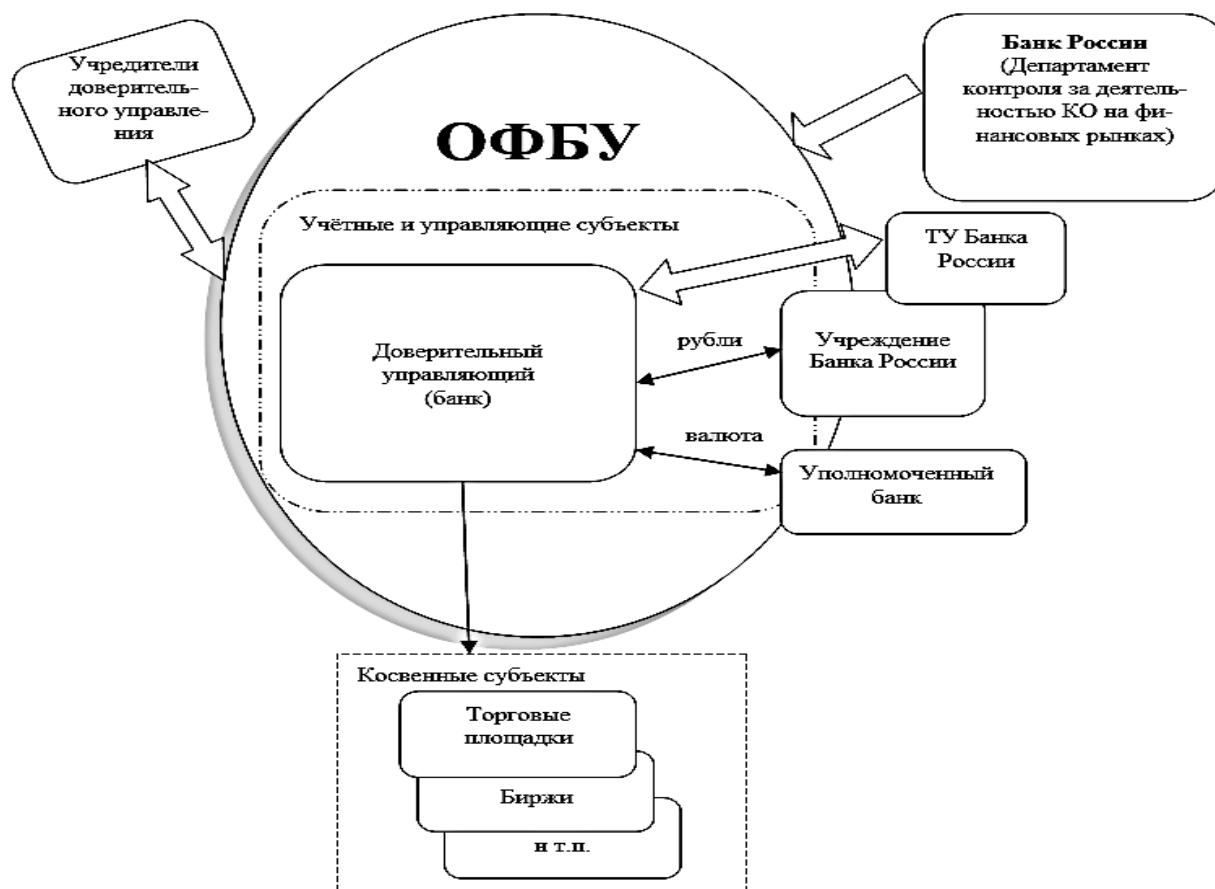 Учредители
доверитель-
ного управле-
ния
Банк России
(Департамент
контроля за деятель-
ностью КО на фи-
нансовых рынках)
ОФБУ
Учётные и управляющие субъекты
ТУ Банка
России
Доверительный
управляющий
(банк)
рубли
Учреждение
Банка России
валюта
Уполномоченный
банк
Косвенные субъекты
Торговые
площадки
Биржи
и т.п.